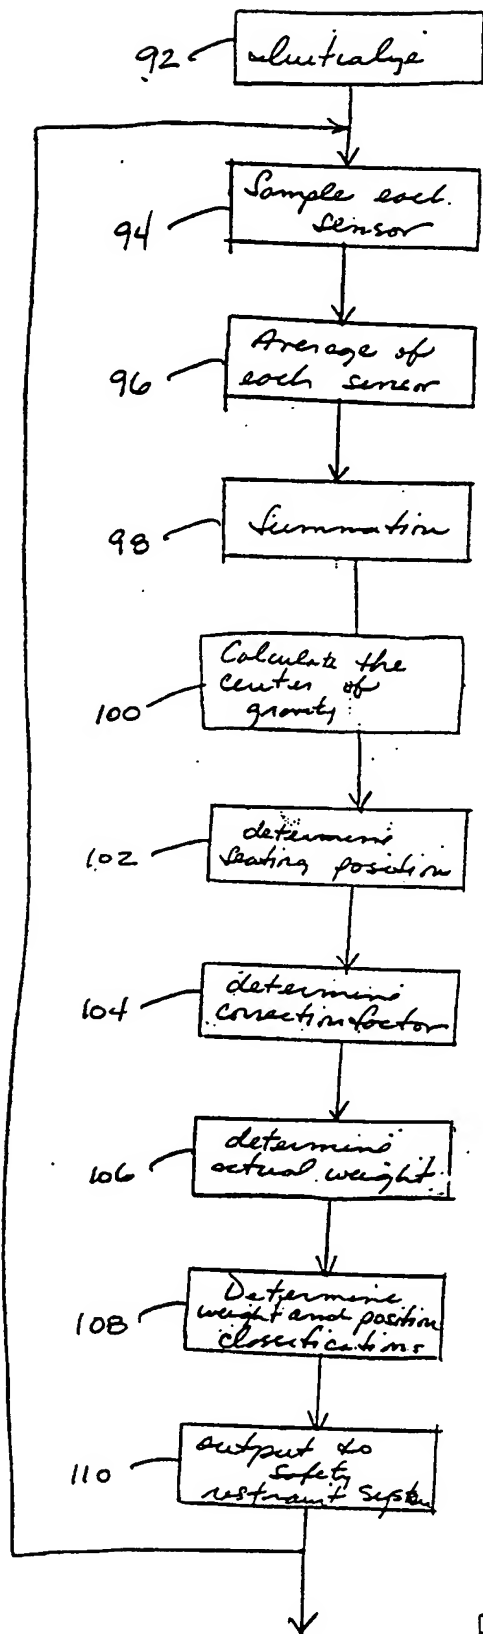 92
Initialize
Sample each
sensor
94
Average of
each sensor
96
Summation
98
Calculate the
center of
gravity
100
determine
seating position
102
determine
correction factor
104
determine
actual weight
106
Determine
weight and position
classifications
108
output to
safety
restraint system
110